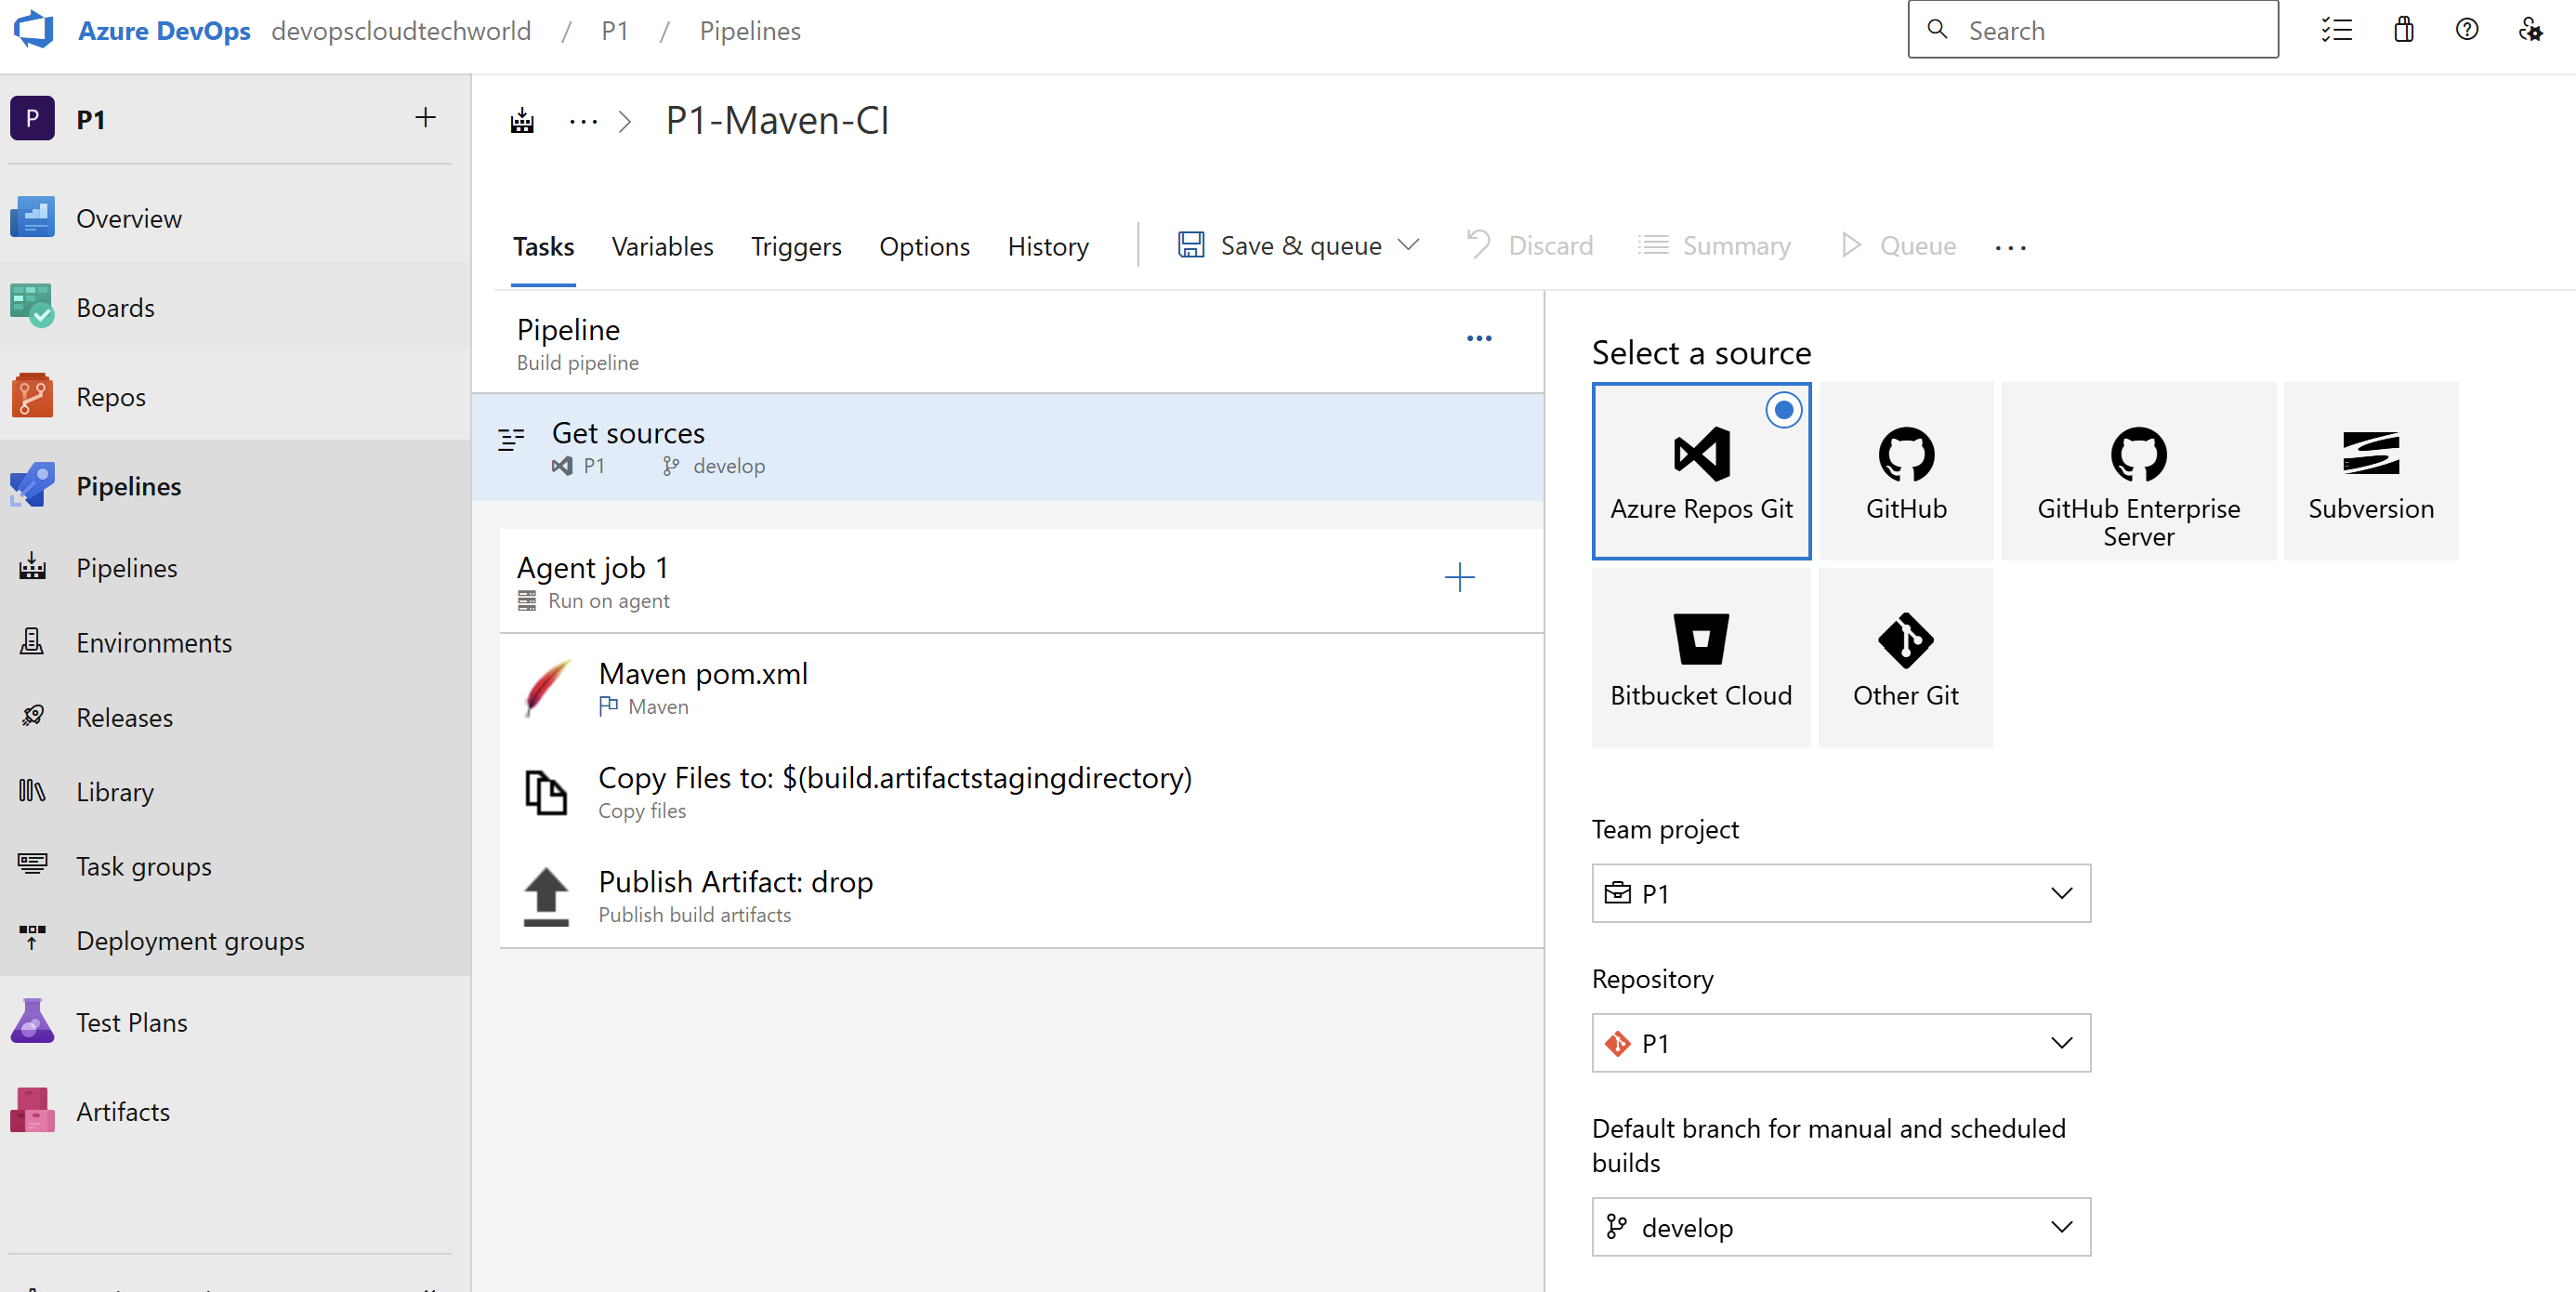 Azure DevOps devopscloudtechworld / P1 / Pipelines
Search
P P1
Overview
Boards
Repos
Pipelines
Pipelines
Environments
Releases
Library
Task groups
Deployment groups
Test Plans
Artifacts
... > P1-Maven-CI
Tasks Variables Triggers Options History Save & queue Discard Summary Queue ...
Pipeline
Build pipeline
Get sources
P1 develop
Agent job 1
Run on agent
Maven pom.xml
Maven
Copy Files to: $(build.artifactstagingdirectory)
Copy files
Publish Artifact: drop
Publish build artifacts
Select a source
Azure Repos Git
GitHub
GitHub Enterprise
Server
Subversion
Bitbucket Cloud
Other Git
Team project
P1
Repository
P1
Default branch for manual and scheduled
builds
develop